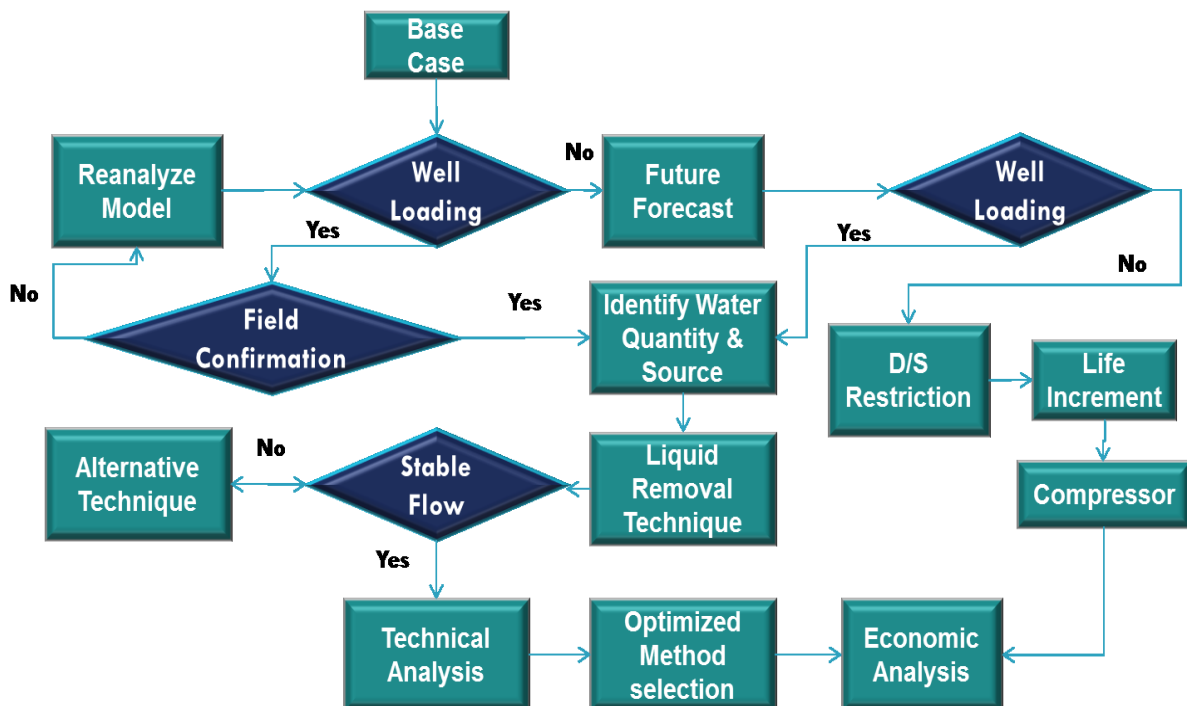 Base
Case
Reanalyze
Model
Well
Loading
No
Future
Forecast
Well
Loading
Yes
Yes
No
No
Field
Confirmation
Yes
Identify Water
Quantity &
Source
D/S
Restriction
Life
Increment
Alternative
Technique
No
Stable
Flow
Liquid
Removal
Technique
Compressor
Yes
Technical
Analysis
Optimized
Method
selection
Economic
Analysis